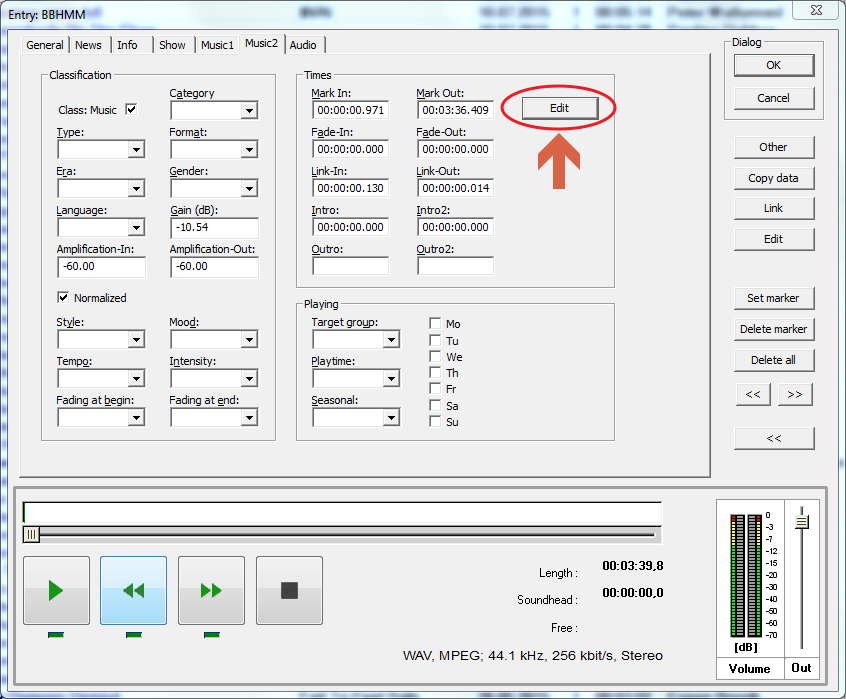 Entry: BBHMM
General News Info Show Music1 Music2 Audio
Classification
Class: Music
Category
Type:
Format:
Era:
Gender:
Language:
Gain (dB):
-10.54
Amplification-In:
Amplification-Out:
-60.00
-60.00
Normalized
Style:
Mood:
Tempo:
Intensity:
Fading at begin:
Fading at end:
Times
Mark In:
Mark Out:
00:00:00.971
00:03:36.409
Edit
Fade-In:
Fade-Out:
00:00:00.000
00:00:00.000
Link-In:
Link-Out:
00:00:00.130
00:00:00.014
Intro:
Intro2:
00:00:00.000
00:00:00.000
Outro:
Outro2:
Playing
Target group:
Playtime:
Seasonal:
Mo
Tu
We
Th
Fr
Sa
Su
Dialog
OK
Cancel
Other
Copy data
Link
Edit
Set marker
Delete marker
Delete all
<<
>>
<<
Length : 00:03:39,8
Soundhead : 00:00:00,0
Free :
WAV, MPEG; 44.1 kHz, 256 kbit/s, Stereo
0
-3
-7
-12
-15
-20
-30
-40
-50
-60
-70
[dB]
Volume
Out